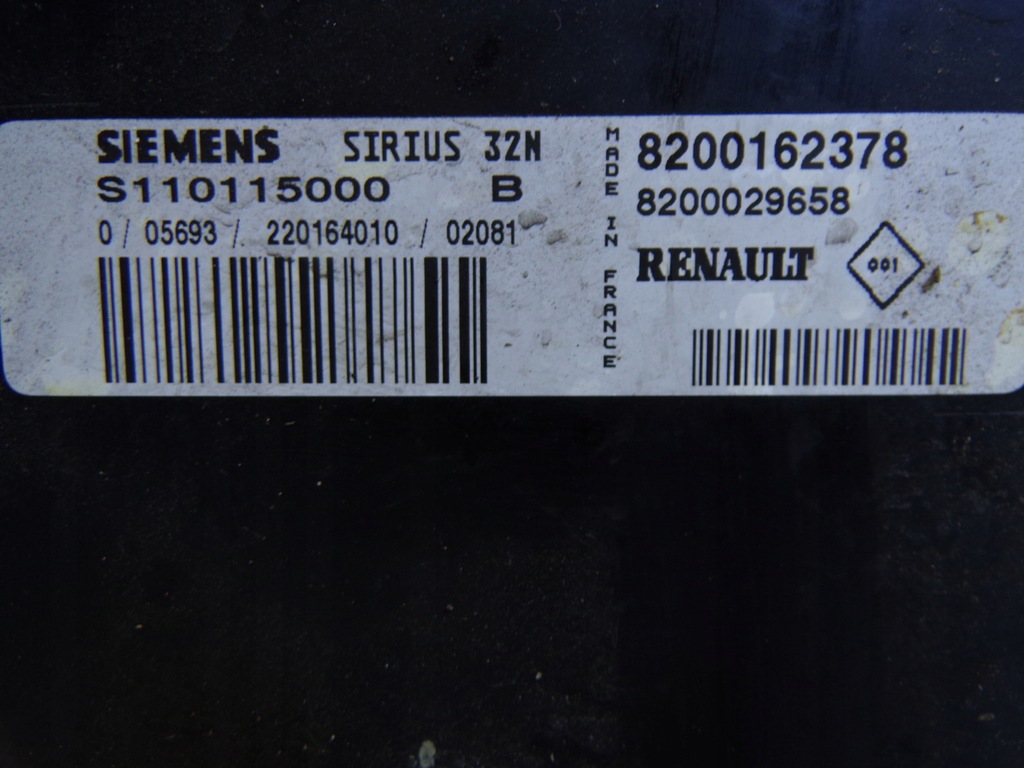 SIEMENS SIRIUS 32N
S110115000 B
0 / 05693 / 220164010 / 02081
MADE IN FRANCE
8200162378
8200029658
RENAULT 001